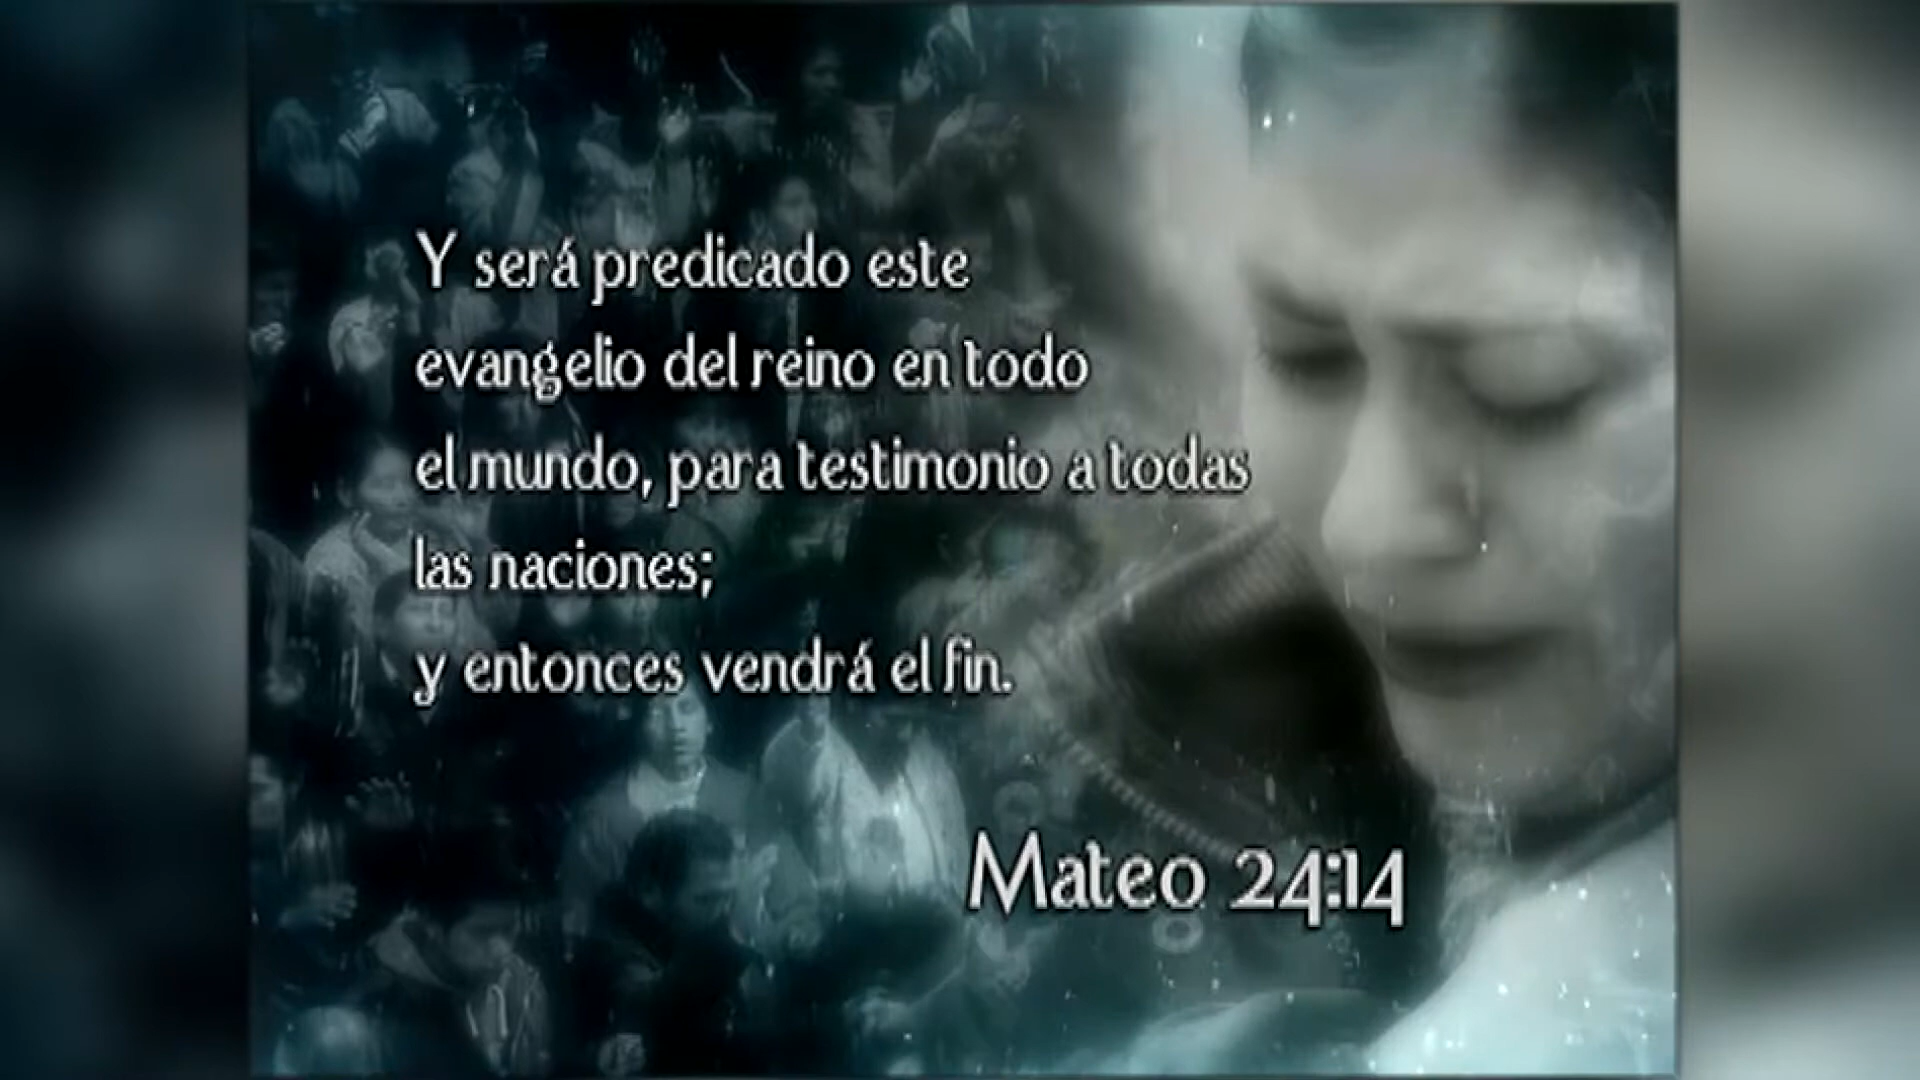 Y será predicado este
evangelio del reino en todo
el mundo, para testimonio a todas
las naciones;
y entonces vendrá el fin.
Mateo 24:14